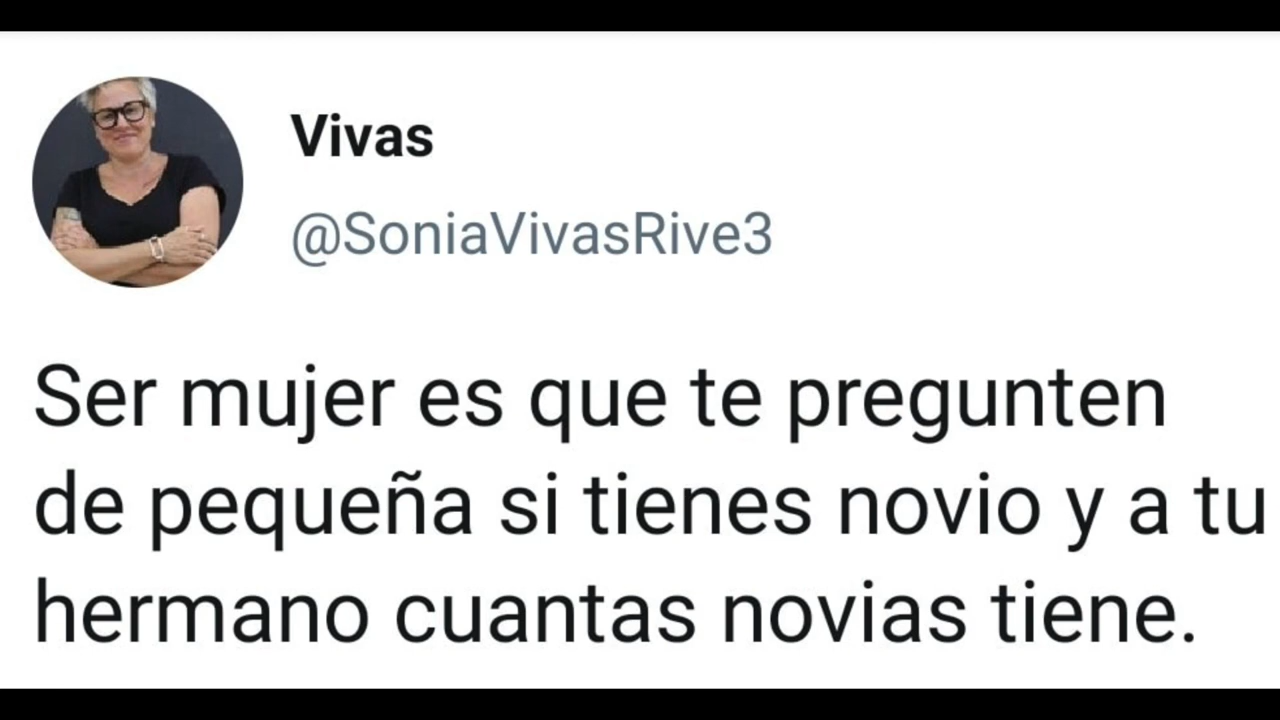 Vivas
@SoniaVivasRive3
Ser mujer es que te pregunten
de pequeña si tienes novio y a tu
hermano cuantas novias tiene.